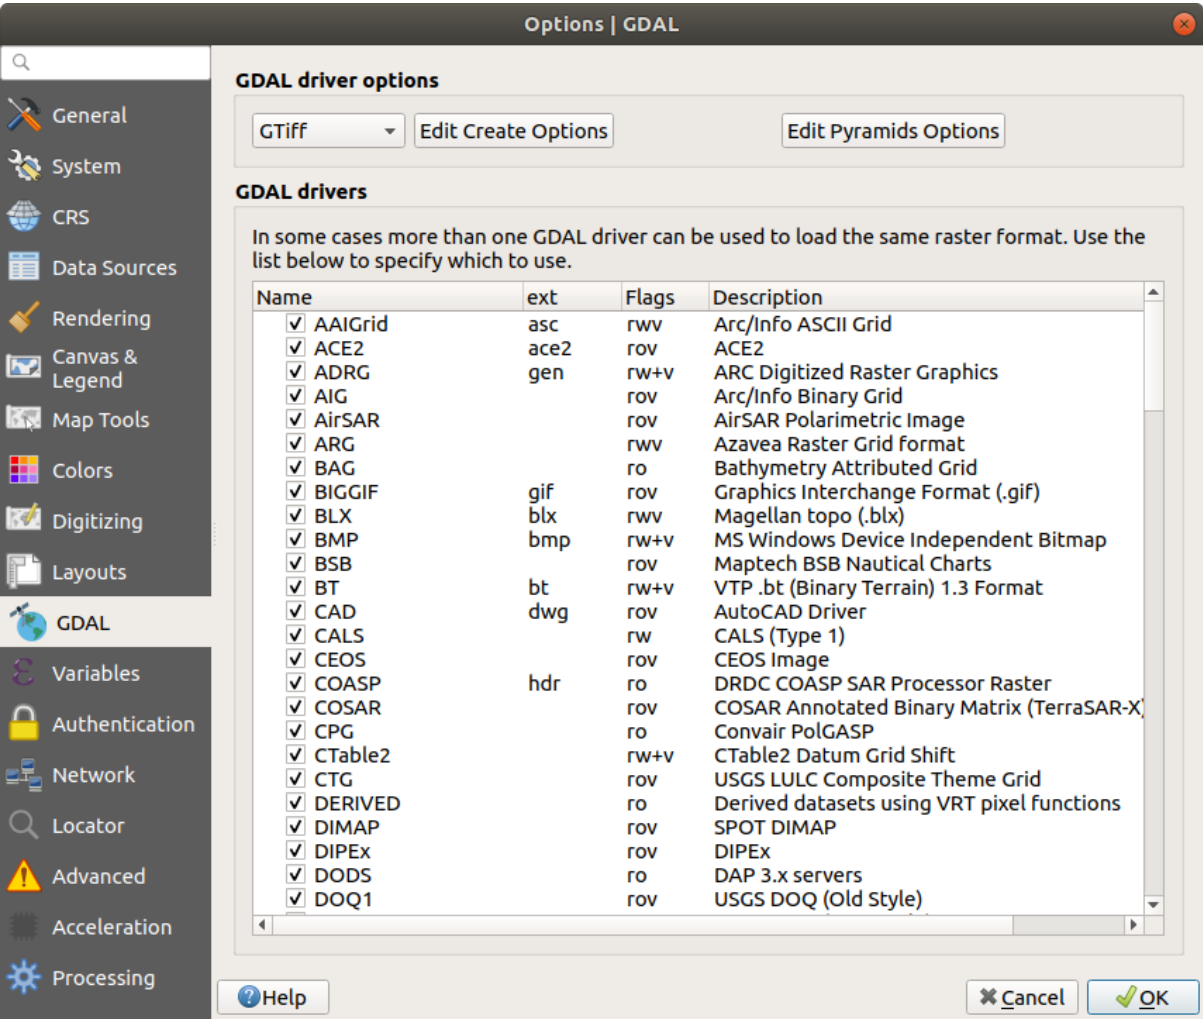 Options | GDAL
General
System
CRS
Data Sources
Rendering
Canvas &
Legend
Map Tools
Colors
Digitizing
Layouts
GDAL
Variables
Authentication
Network
Locator
Advanced
Acceleration
Processing
GDAL driver options
GTiff Edit Create Options Edit Pyramids Options
GDAL drivers
In some cases more than one GDAL driver can be used to load the same raster format. Use the
list below to specify which to use.
Name ext Flags Description
AAIGrid asc rwv Arc/Info ASCII Grid
ACE2 ace2 rov ACE2
ADRG gen rw+v ARC Digitized Raster Graphics
AIG rov Arc/Info Binary Grid
AirSAR rov AirSAR Polarimetric Image
ARG rwv Azavea Raster Grid format
BAG ro Bathymetry Attributed Grid
BIGGIF gif rov Graphics Interchange Format (.gif)
BLX blx rwv Magellan topo (.blx)
BMP bmp rw+v MS Windows Device Independent Bitmap
BSB rov Maptech BSB Nautical Charts
BT bt rw+v VTP .bt (Binary Terrain) 1.3 Format
CAD dwg rov AutoCAD Driver
CALS rw CALS (Type 1)
CEOS rov CEOS Image
COASP hdr ro DRDC COASP SAR Processor Raster
COSAR rov COSAR Annotated Binary Matrix (TerraSAR-X)
CPG ro Convair PolGASP
CTable2 rw+v CTable2 Datum Grid Shift
CTG rov USGS LULC Composite Theme Grid
DERIVED ro Derived datasets using VRT pixel functions
DIMAP rov SPOT DIMAP
DIPEx rov DIPEx
DODS ro DAP 3.x servers
DOQ1 rov USGS DOQ (Old Style)
Help Cancel OK